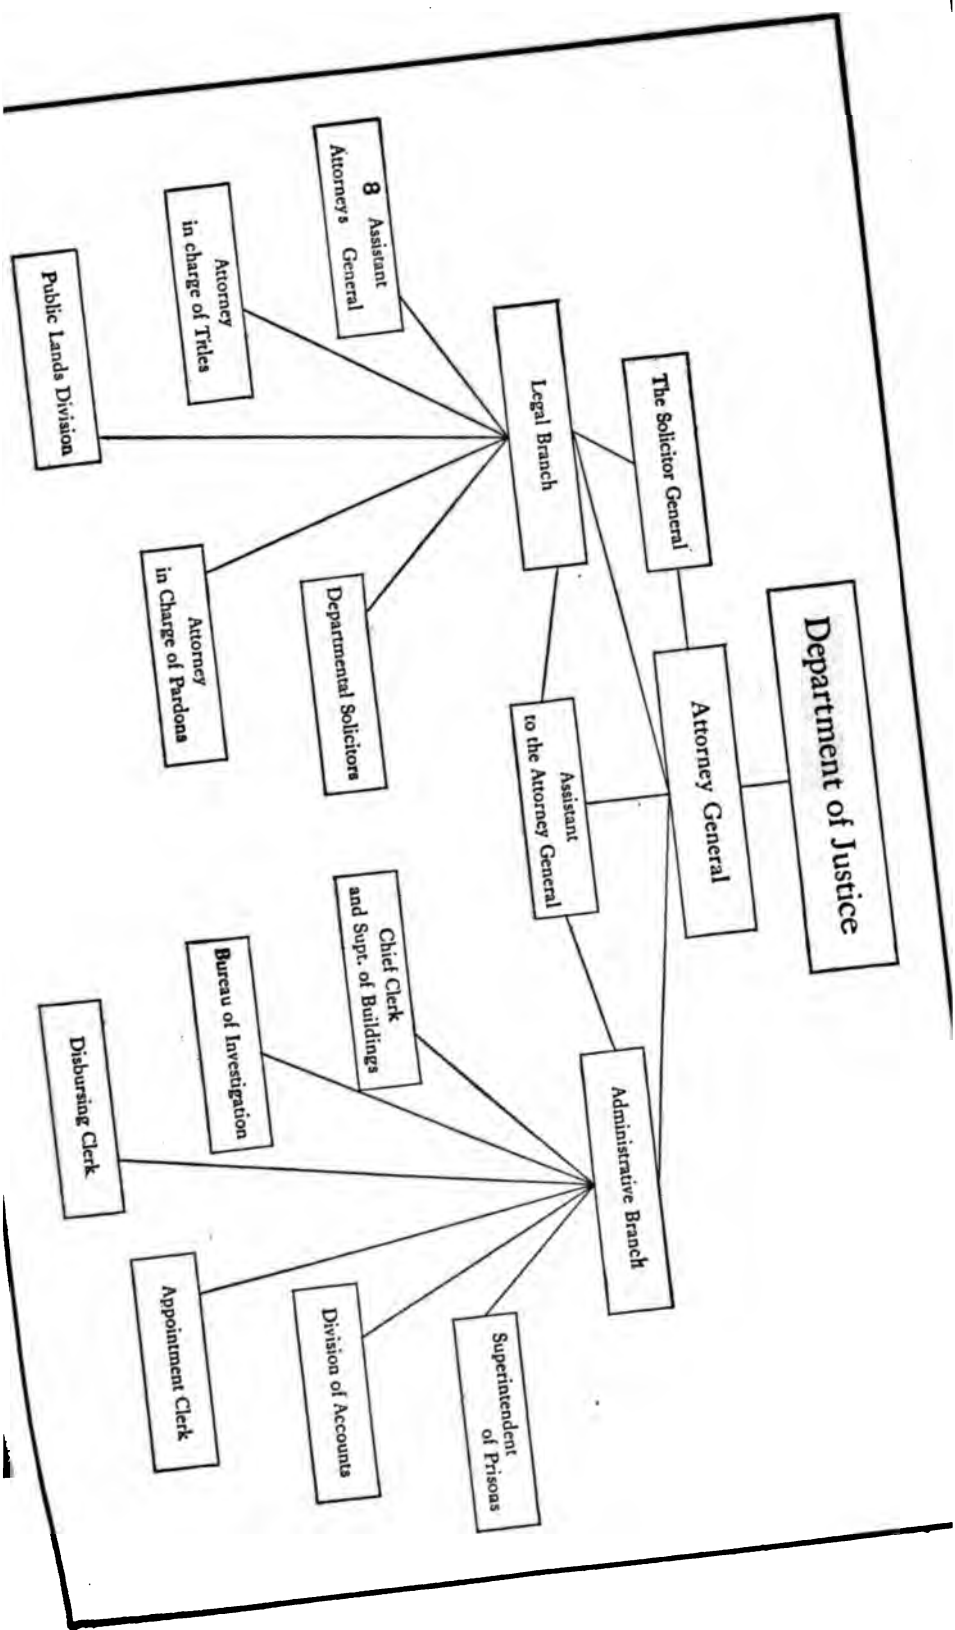 Department of Justice
Attorney General
The Solicitor General
Assistant
to the Attorney General
Legal Branch
Administrative Branch
8 Assistant
Attorneys General
Attorney
in charge of Titles
Public Lands Division
Attorney
in Charge of Pardons
Departmental Solicitors
Chief Clerk
and Supt. of Buildings
Bureau of Investigation
Disbursing Clerk
Appointment Clerk
Division of Accounts
Superintendent
of Prisons